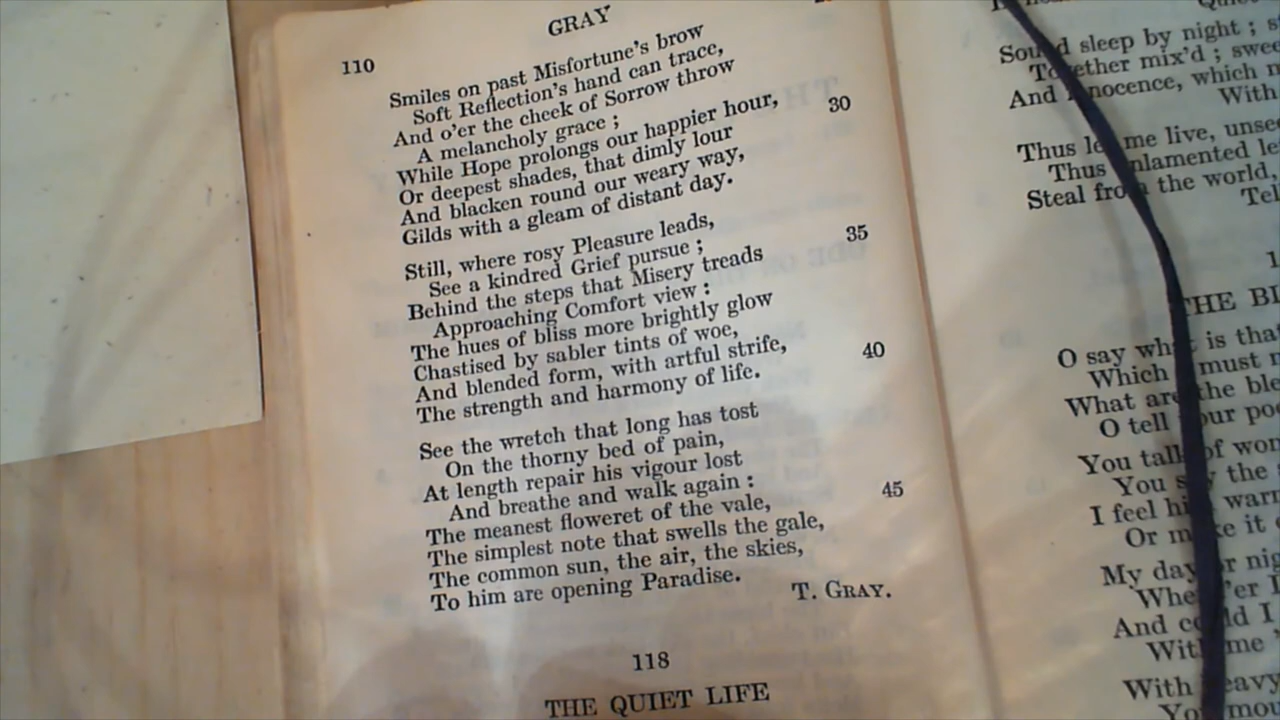 GRAY
110
Smiles on past Misfortune's brow
Soft Reflection's hand can trace,
And o'er the cheek of Sorrow throw
A melancholy grace ;
While Hope prolongs our happier hour, 30
Or deepest shades, that dimly lour
And blacken round our weary way,
Gilds with a gleam of distant day.
Still, where rosy Pleasure leads, 35
See a kindred Grief pursue ;
Behind the steps that Misery treads
Approaching Comfort view :
The hues of bliss more brightly glow
Chastised by sabler tints of woe,
And blended form, with artful strife, 40
The strength and harmony of life.
See the wretch that long has tost
On the thorny bed of pain,
At length repair his vigour lost
And breathe and walk again :
The meanest floweret of the vale, 45
The simplest note that swells the gale,
The common sun, the air, the skies,
To him are opening Paradise.
T. GRAY.
118
THE QUIET LIFE
sleep by night ; 
mix'd ; 
And which
With
Thus me live,
Thus
Steal the world,
THE
O say is
Which must
What the
O tell
You of
You the
I feel
Or it
My
And I
me
With